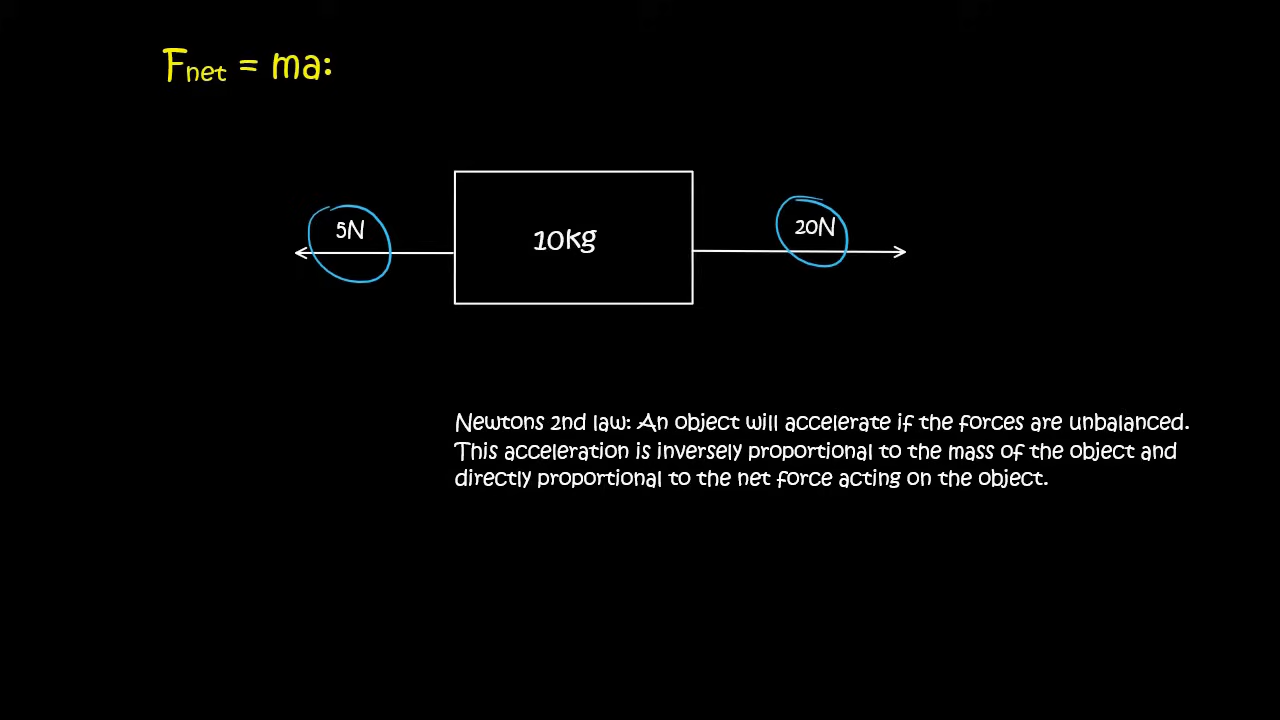 Fnet = ma:
5N
10kg
20N
Newtons 2nd law: An object will accelerate if the forces are unbalanced.
This acceleration is inversely proportional to the mass of the object and
directly proportional to the net force acting on the object.